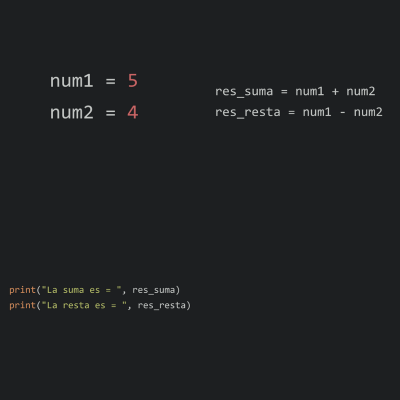 num1 = 5
num2 = 4
res_suma = num1 + num2
res_resta = num1 - num2
print("La suma es = ", res_suma)
print("La resta es = ", res_resta)